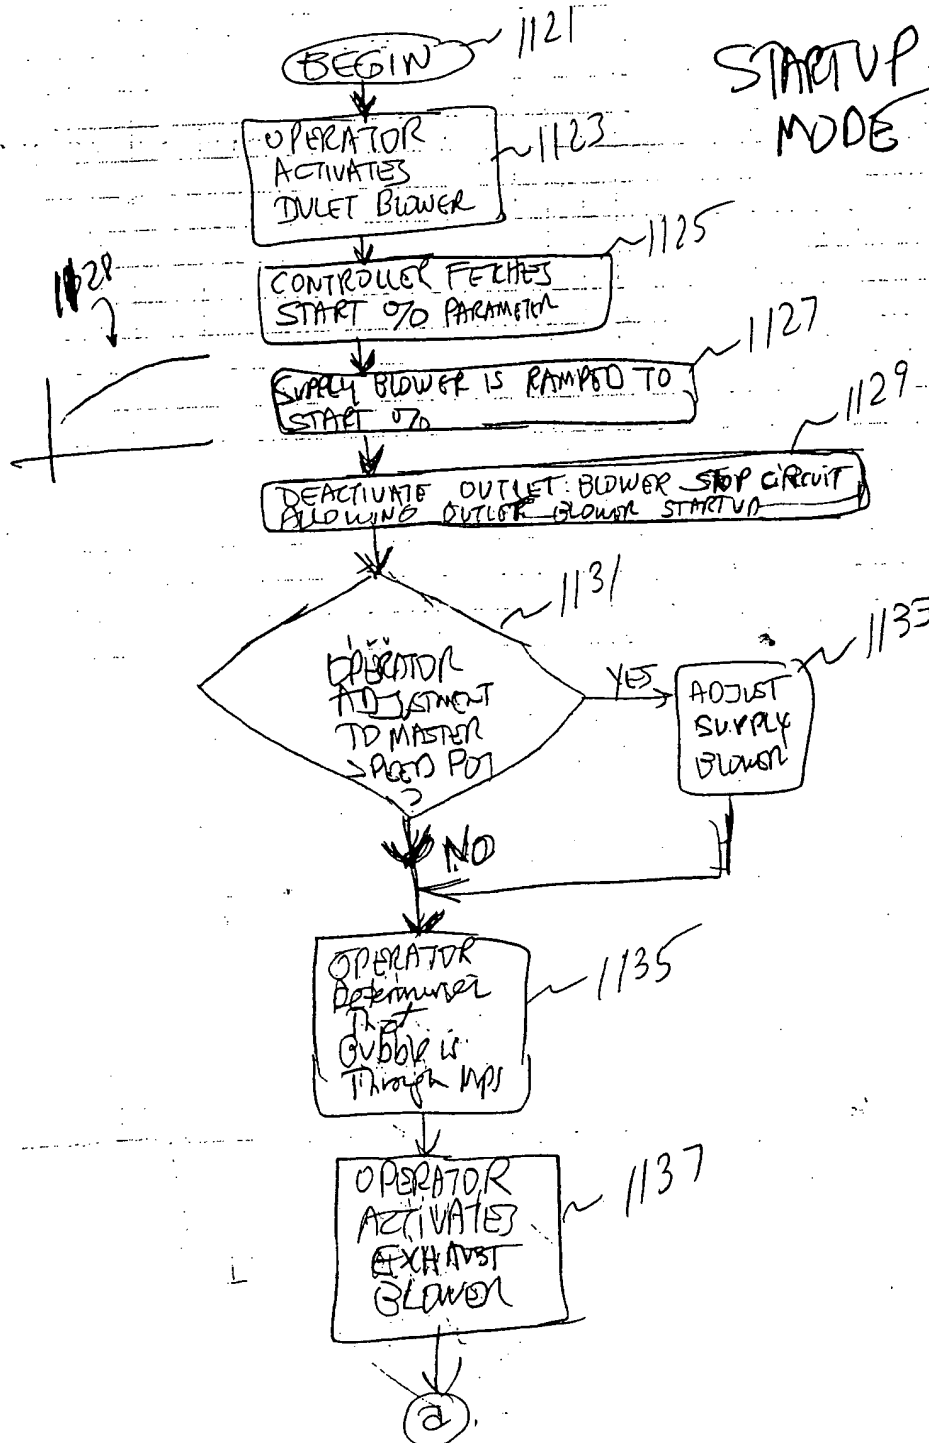 1121
BEGIN
STARTUP
MODE
OPERATOR
ACTIVATES
INLET BLOWER
1123
1125
CONTROLLER FETCHES
START % PARAMETER
1128
1127
SUPPLY BLOWER IS RAMPED TO
START %
1129
DEACTIVATE OUTLET BLOWER STOP CIRCUIT
ALLOWING OUTLET BLOWER STARTUP
1131
OPERATOR
ADJUSTMENT
TO MASTER
SPEED POT
?
YES
1133
ADJUST
SUPPLY
BLOWER
NO
OPERATOR
Determines
That
Bubble is
Through Nips
1135
OPERATOR
ACTIVATES
EXHAUST
BLOWER
1137
a